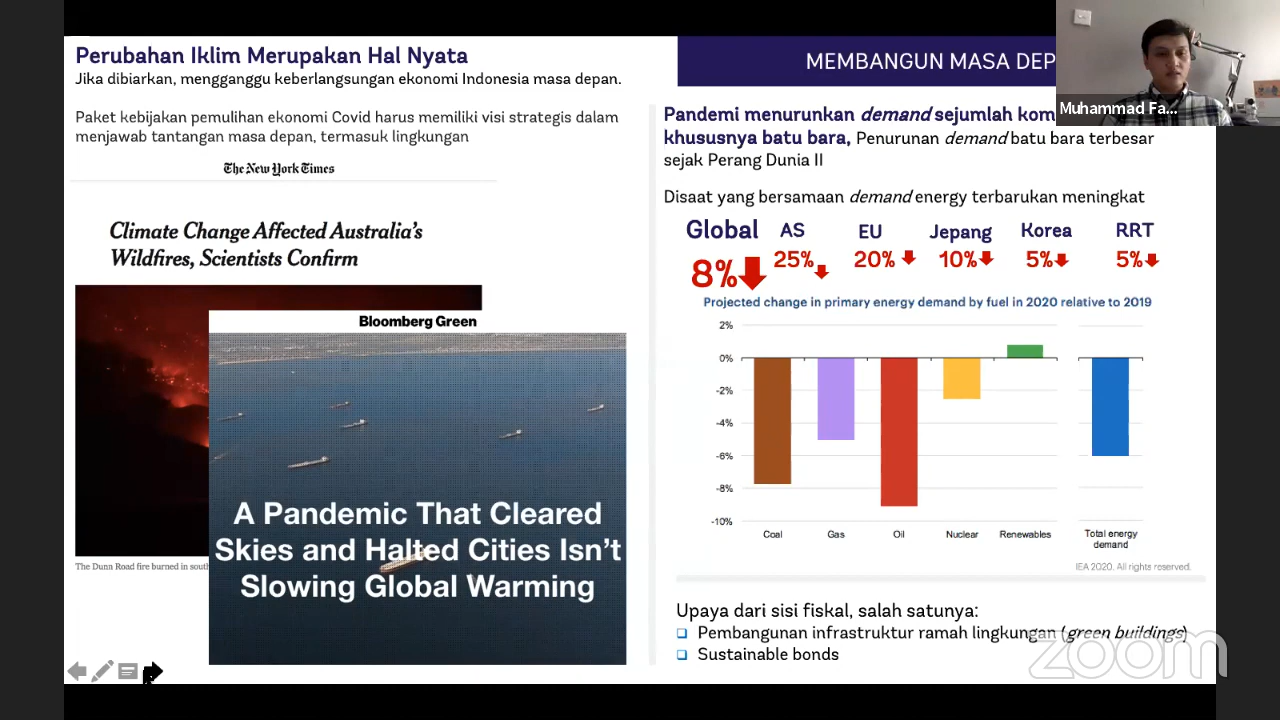 Perubahan Iklim Merupakan Hal Nyata
Jika dibiarkan, mengganggu keberlangsungan ekonomi Indonesia masa depan.
Paket kebijakan pemulihan ekonomi Covid harus memiliki visi strategis dalam
menjawab tantangan masa depan, termasuk lingkungan
The New York Times
Climate Change Affected Australia's
Wildfires, Scientists Confirm
Bloomberg Green
A Pandemic That Cleared
Skies and Halted Cities Isn't
Slowing Global Warming
The Dunn Road fire burned in south
MEMBANGUN MASA DEP
Muhammad Fa...
Pandemi menurunkan demand sejumlah kom
khususnya batu bara, Penurunan demand batu bara terbesar
sejak Perang Dunia II
Disaat yang bersamaan demand energy terbarukan meningkat
Global AS EU Jepang Korea RRT
8% 25% 20% 10% 5% 5%
Projected change in primary energy demand by fuel in 2020 relative to 2019
2%
0%
-2%
-4%
-6%
-8%
-10%
Coal Gas Oil Nuclear Renewables Total energy
demand
IEA 2020. All rights reserved.
Upaya dari sisi fiskal, salah satunya:
Pembangunan infrastruktur ramah lingkungan (green buildings)
Sustainable bonds
zoom